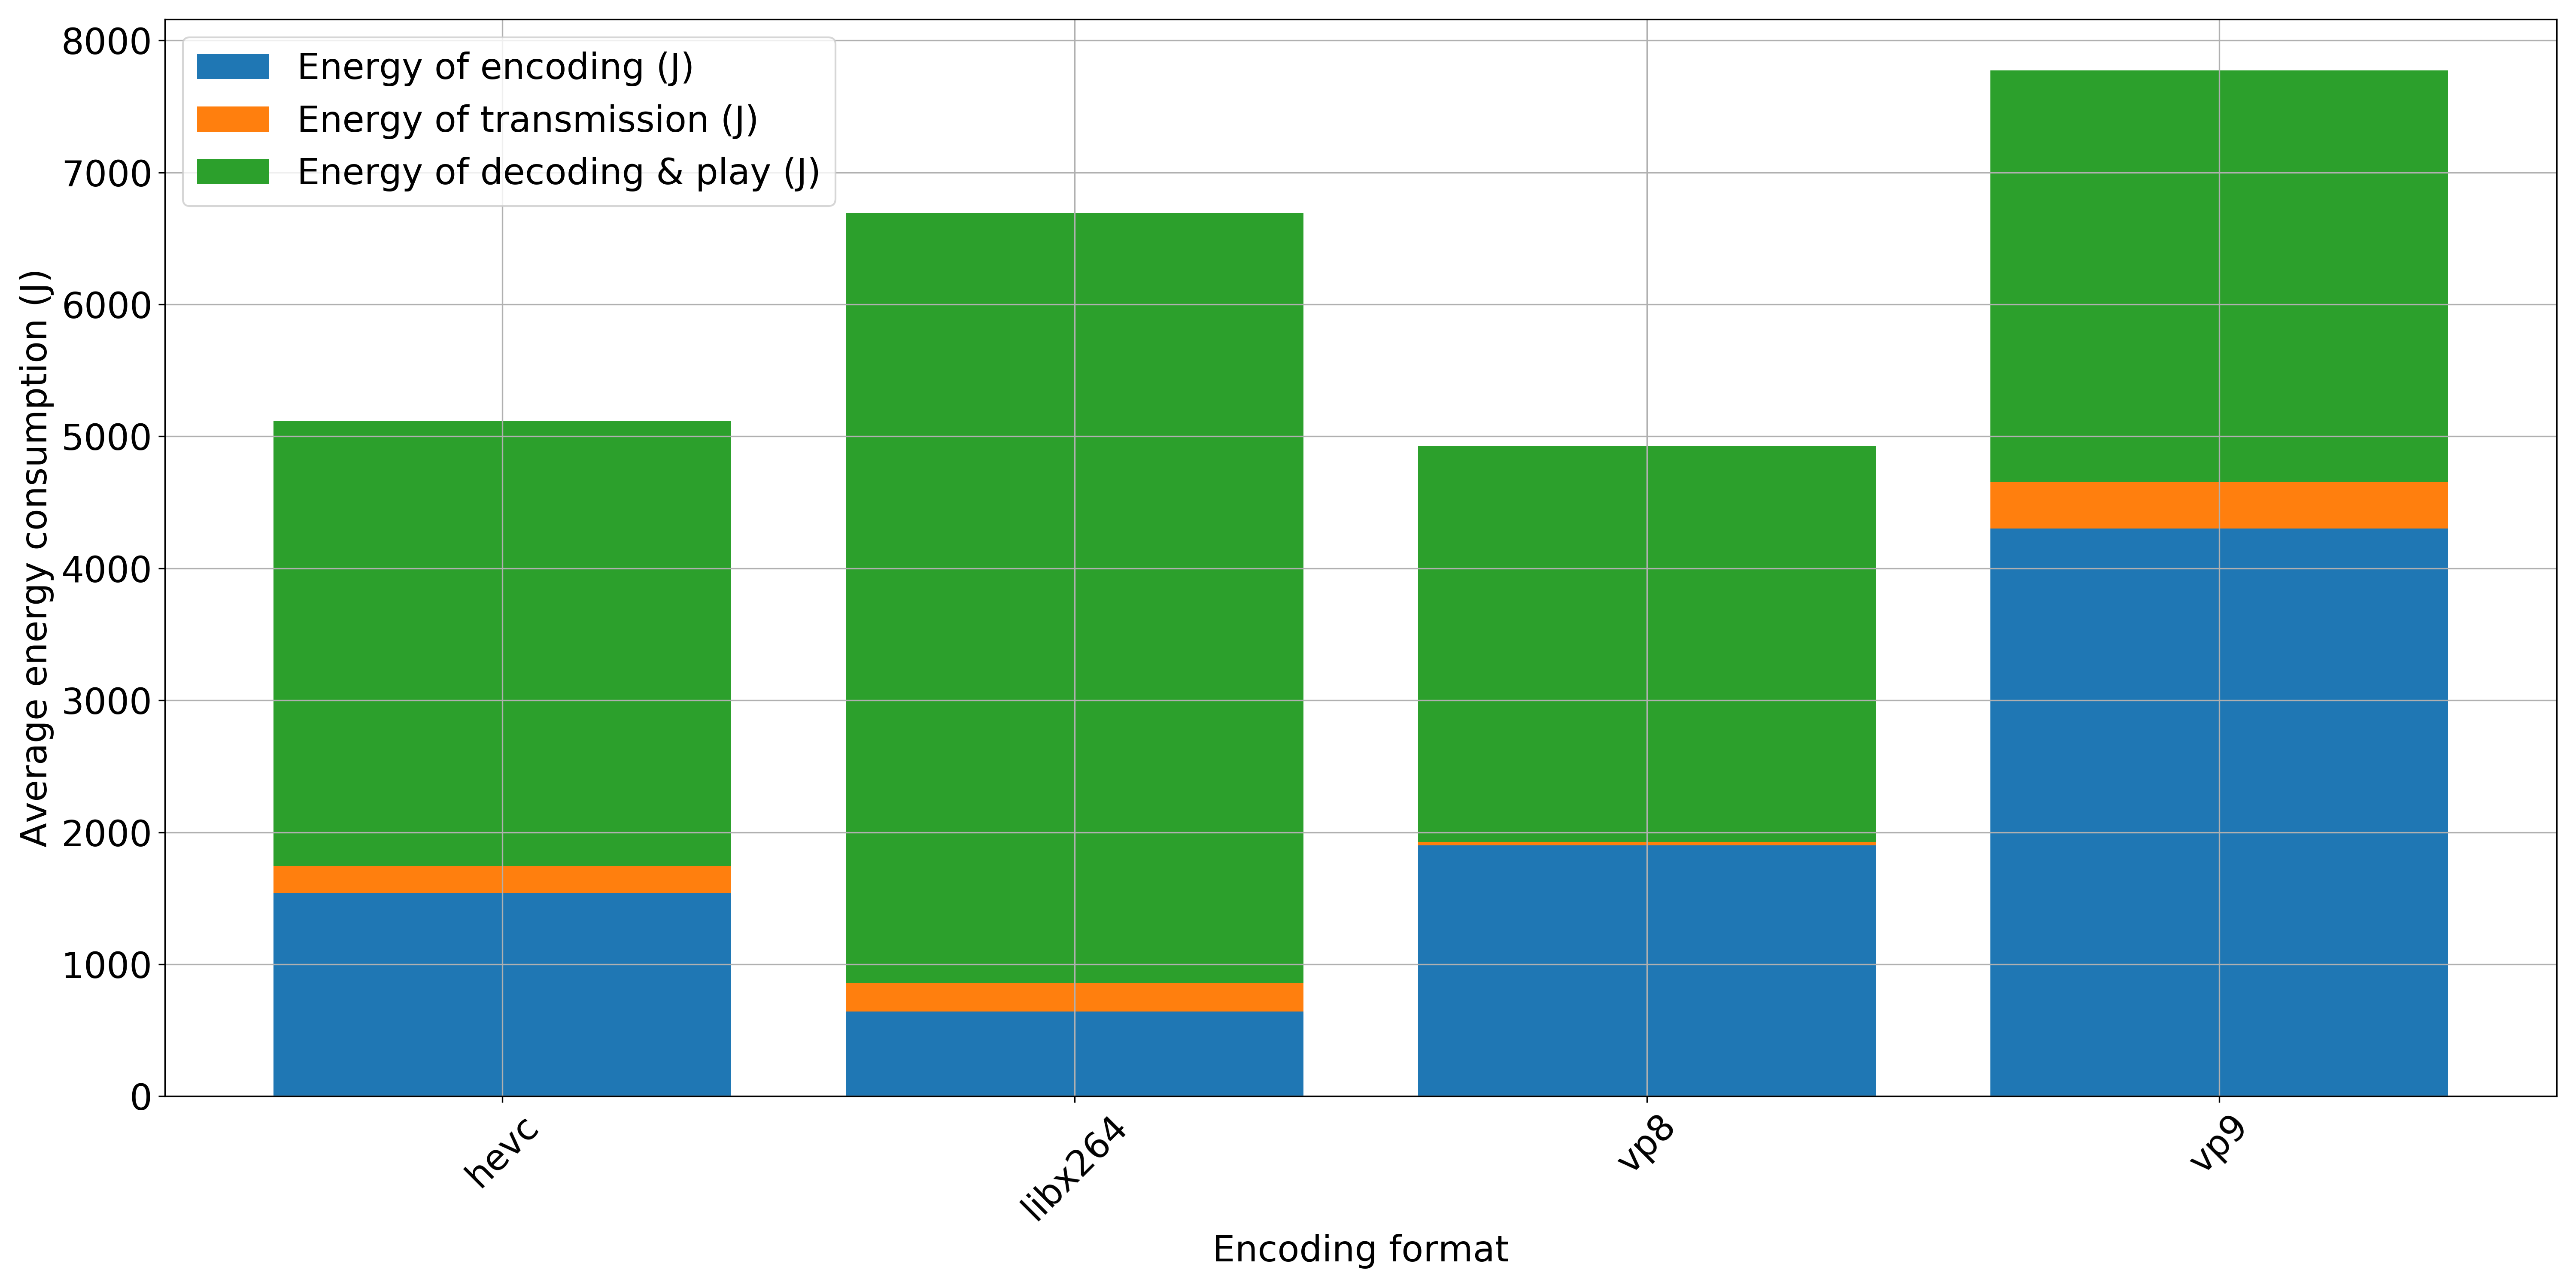 Energy of encoding (J)
Energy of transmission (J)
Energy of decoding & play (J)
Average energy consumption (J)
8000
7000
6000
5000
4000
3000
2000
1000
0
hevc
libx264
vp8
vp9
Encoding format